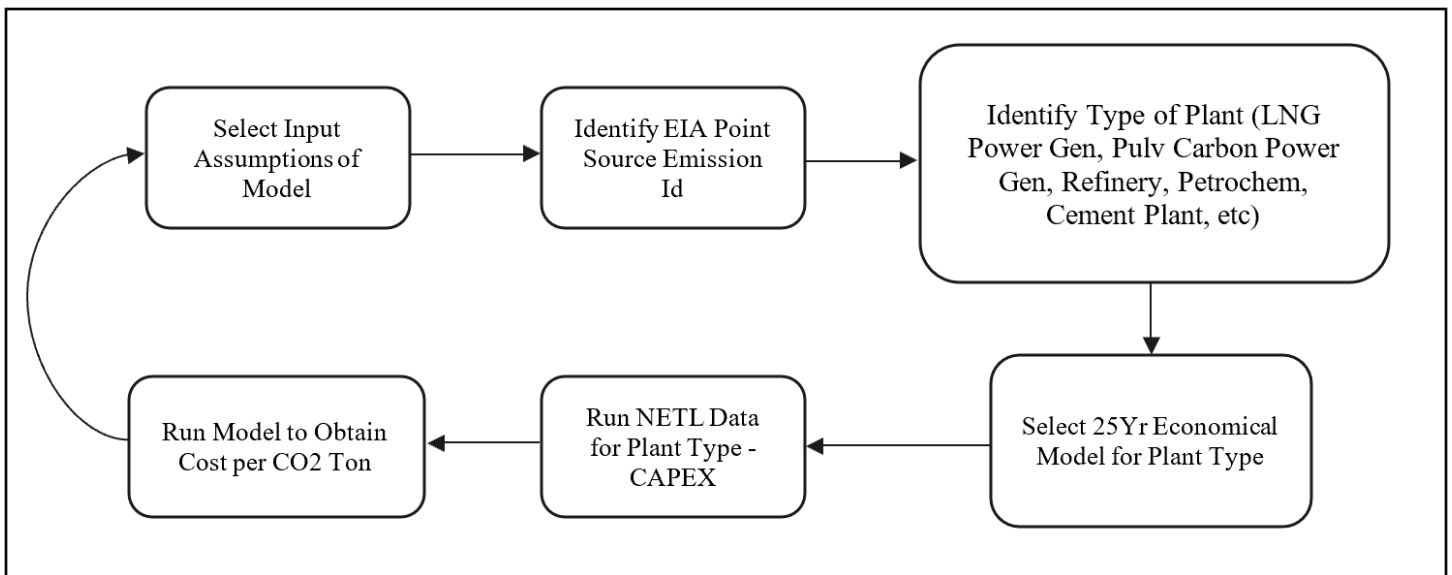 Select Input
Assumptions of
Model
Identify EIA Point
Source Emission
Id
Identify Type of Plant (LNG
Power Gen, Pulv Carbon Power
Gen, Refinery, Petrochem,
Cement Plant, etc)
Select 25Yr Economical
Model for Plant Type
Run NETL Data
for Plant Type -
CAPEX
Run Model to Obtain
Cost per CO2 Ton